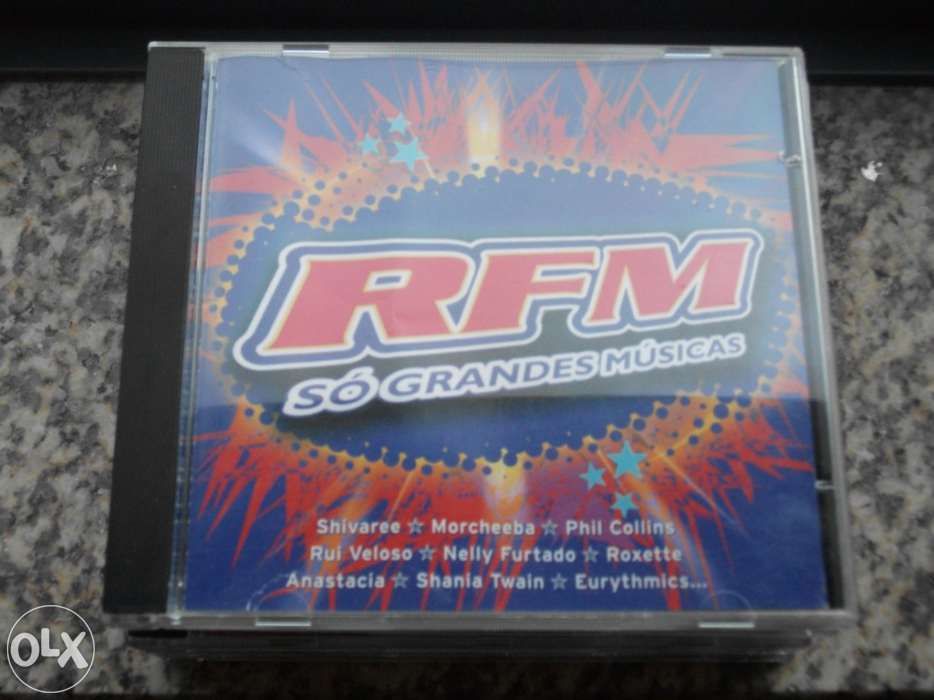 RFM
SÓ GRANDES MÚSICAS
Shivaree ☆ Morcheeba ☆ Phil Collins
Rui Veloso ☆ Nelly Furtado ☆ Roxette
Anastacia ☆ Shania Twain ☆ Eurythmics...
OLX